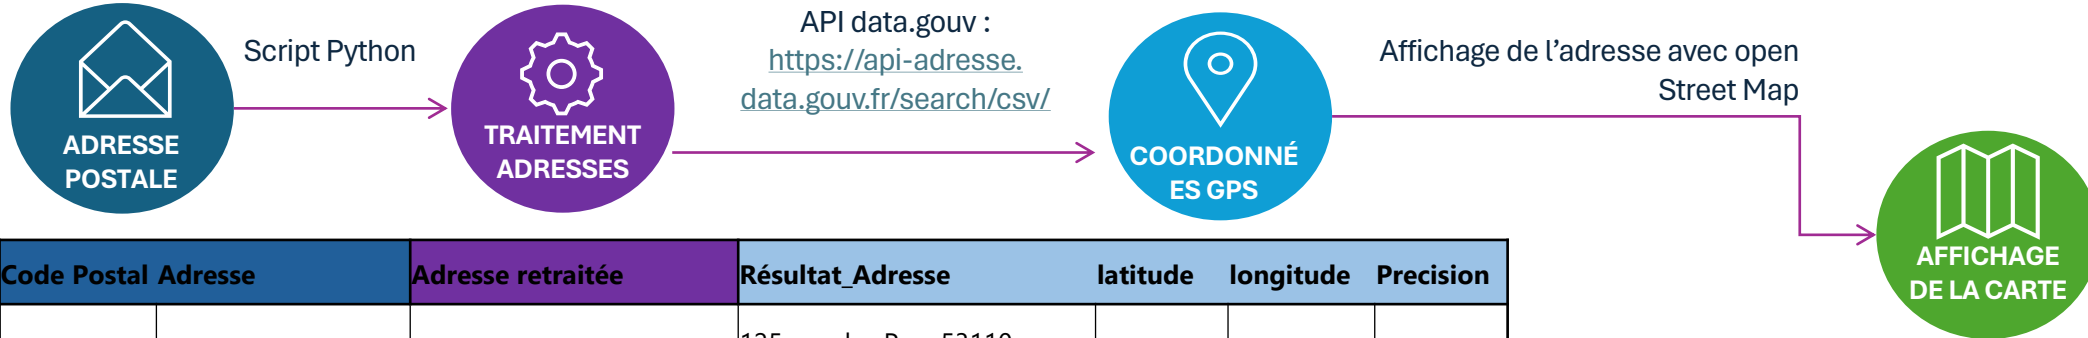 ADRESSE
POSTALE
Script Python
TRAITEMENT
ADRESSES
API data.gouv :
https://api-adresse.
data.gouv.fr/search/csv/
COORDONNÉ
ES GPS
Affichage de l'adresse avec open
Street Map
AFFICHAGE
DE LA CARTE
Code Postal Adresse Adresse retraitée Résultat_Adresse latitude longitude Precision